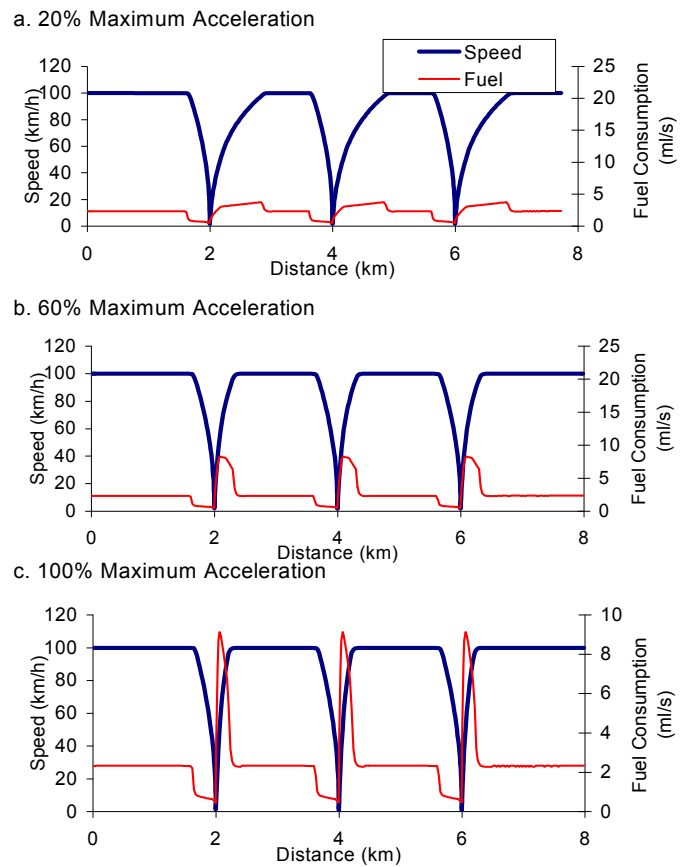 a. 20% Maximum Acceleration
Speed
Fuel
120
100
80
60
40
20
0
Speed (km/h)
25
20
15
10
5
0
Fuel Consumption
(ml/s)
0 2 4 6 8
Distance (km)
b. 60% Maximum Acceleration
120
100
80
60
40
20
0
Speed (km/h)
25
20
15
10
5
0
Fuel Consumption
(ml/s)
0 2 4 6 8
Distance (km)
c. 100% Maximum Acceleration
120
100
80
60
40
20
0
Speed (km/h)
10
8
6
4
2
0
Fuel Consumption
(ml/s)
0 2 4 6 8
Distance (km)